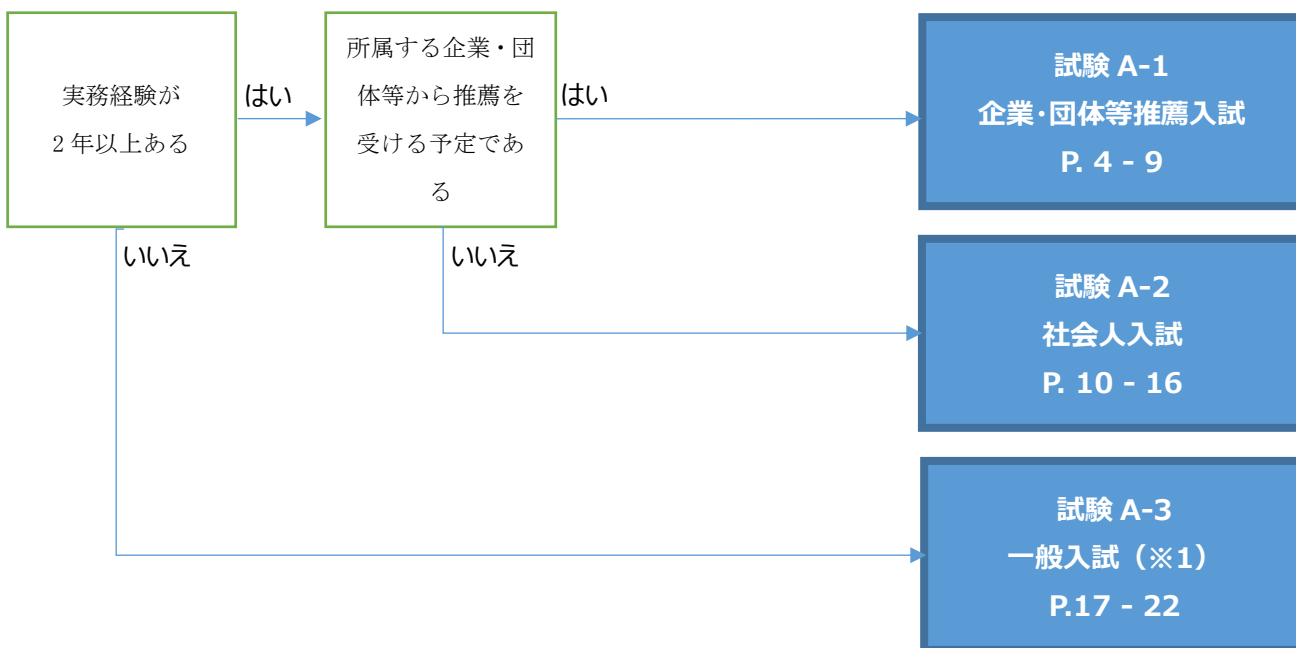 実務経験が
2 年以上ある
はい
いいえ
所属する企業・団
体等から推薦を
受ける予定であ
る
はい
いいえ
試験 A-1
企業・団体等推薦入試
P. 4 - 9
試験 A-2
社会人入試
P. 10 - 16
試験 A-3
一般入試（※1）
P.17 - 22